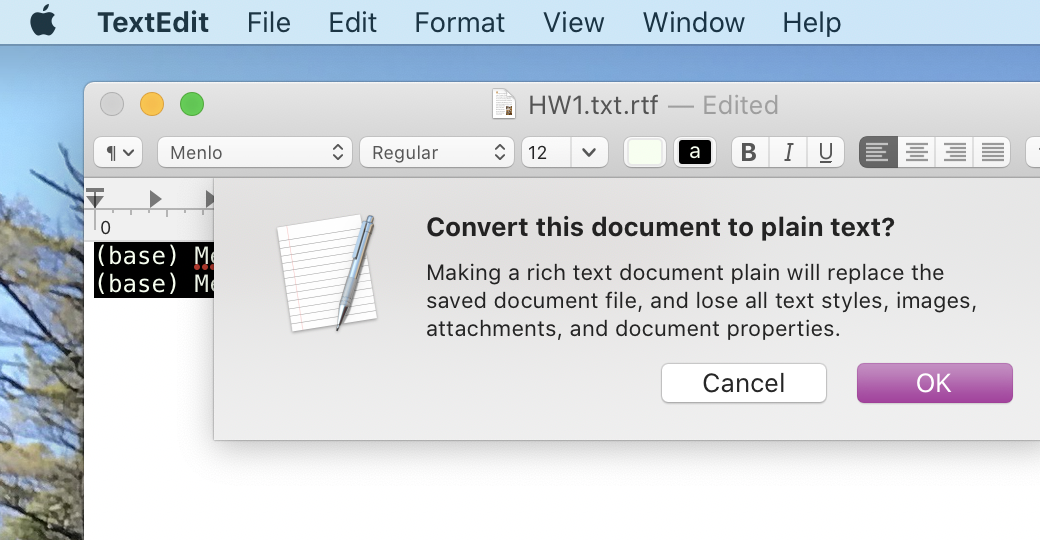 TextEdit File Edit Format View Window Help
HW1.txt.rtf — Edited
¶ Menlo Regular 12 a B I U
0
(base)
(base)
Convert this document to plain text?
Making a rich text document plain will replace the
saved document file, and lose all text styles, images,
attachments, and document properties.
Cancel OK